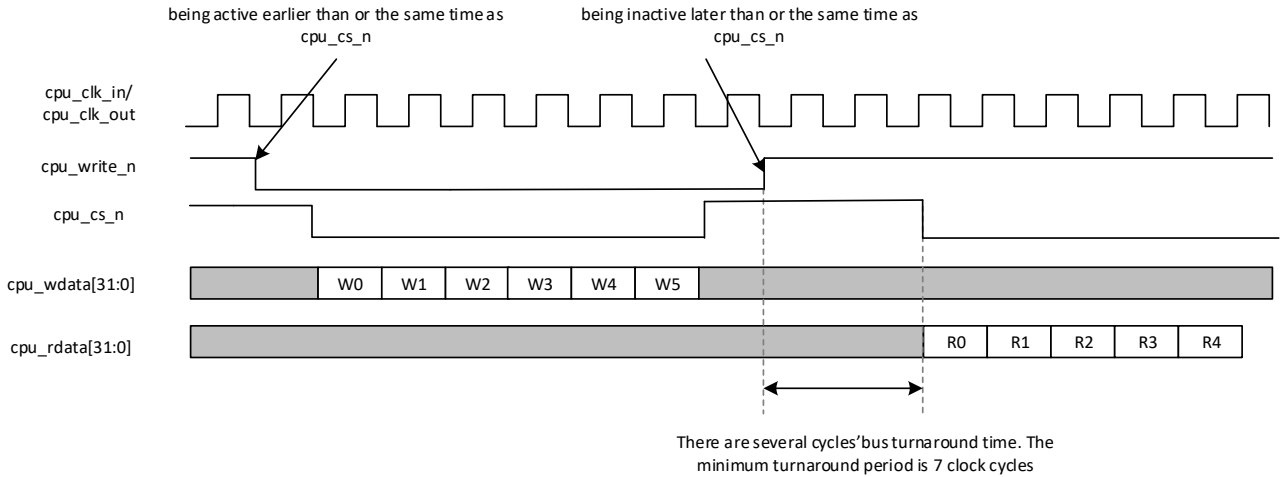 being active earlier than or the same time as
cpu_cs_n
being inactive later than or the same time as
cpu_cs_n
cpu_clk_in/
cpu_clk_out
cpu_write_n
cpu_cs_n
cpu_wdata[31:0]
W0 W1 W2 W3 W4 W5
cpu_rdata[31:0]
R0 R1 R2 R3 R4
There are several cycles’bus turnaround time. The
minimum turnaround period is 7 clock cycles